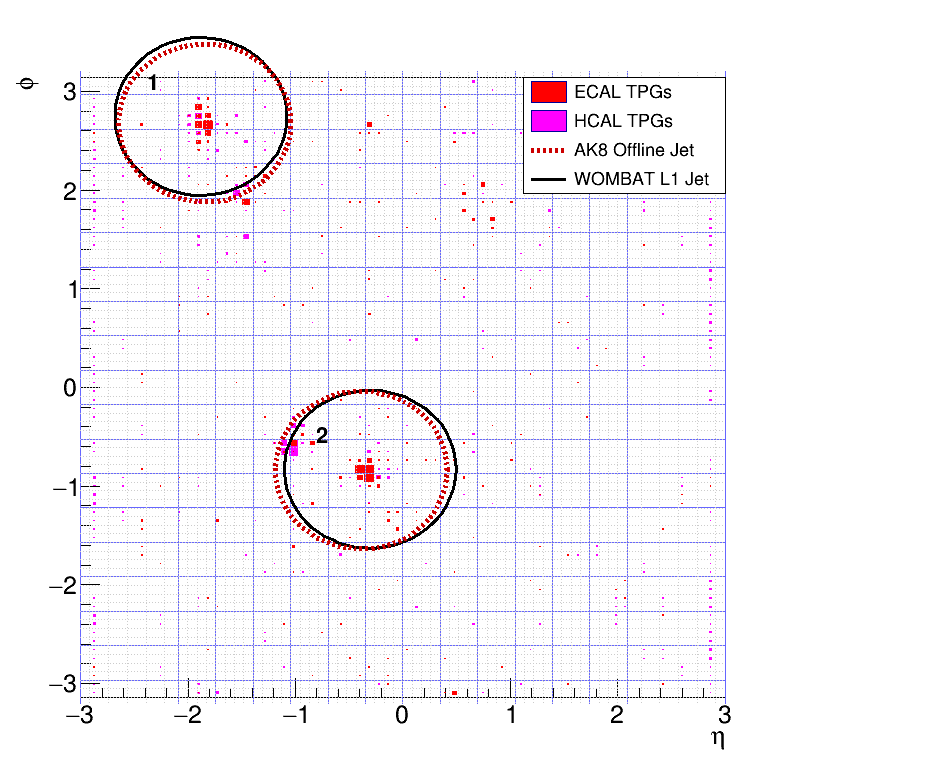 ϕ
1
ECAL TPGs
HCAL TPGs
AK8 Offline Jet
WOMBAT L1 Jet
3
2
1
0
2
−1
−2
−3
−3 −2 −1 0 1 2 3
η